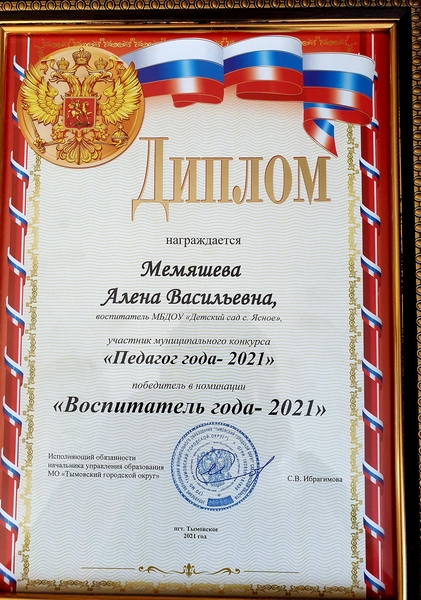 Диплом
награждается
Мемяшева
Алена Васильевна,
воспитатель МБДОУ «Детский сад с. Ясное»,
участник муниципального конкурса
«Педагог года- 2021»
победитель в номинации
«Воспитатель года- 2021»
Исполняющий обязанности
начальника управления образования
МО «Тымовский городской округ»
С.В. Ибрагимова
пгт. Тымовское
2021 год